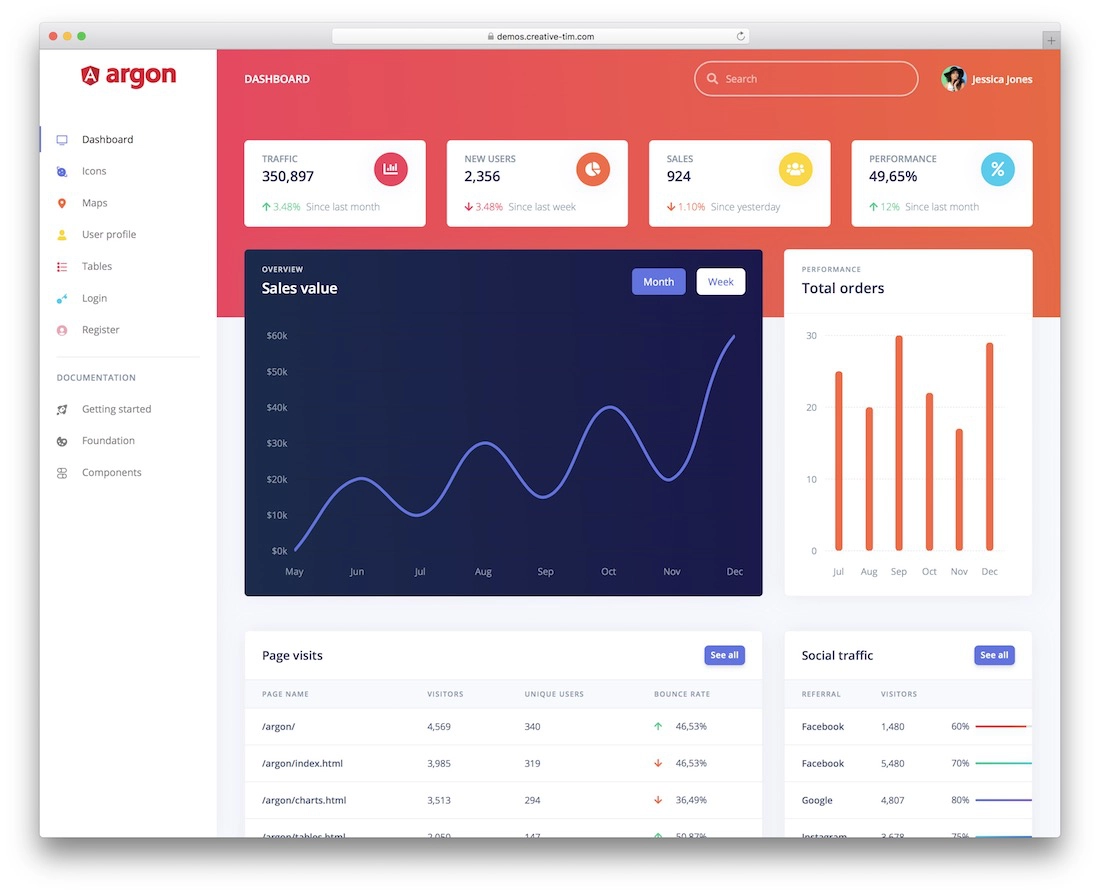 demos.creative-tim.com
argon
DASHBOARD
Search
Jessica Jones
Dashboard
Icons
Maps
User profile
Tables
Login
Register
DOCUMENTATION
Getting started
Foundation
Components
TRAFFIC
350,897
3.48% Since last month
NEW USERS
2,356
3.48% Since last week
SALES
924
1.10% Since yesterday
PERFORMANCE
49,65%
12% Since last month
OVERVIEW
Sales value
Month
Week
$60k
$50k
$40k
$30k
$20k
$10k
$0k
May Jun Jul Aug Sep Oct Nov Dec
PERFORMANCE
Total orders
30
20
10
0
Jul Aug Sep Oct Nov Dec
Page visits
See all
PAGE NAME VISITORS UNIQUE USERS BOUNCE RATE
/argon/ 4,569 340 46,53%
/argon/index.html 3,985 319 46,53%
/argon/charts.html 3,513 294 36,49%
/argon/tables.html 2,050 147 50,87%
Social traffic
See all
REFERRAL VISITORS
Facebook 1,480 60%
Facebook 5,480 70%
Google 4,807 80%
Instagram 3,678 75%